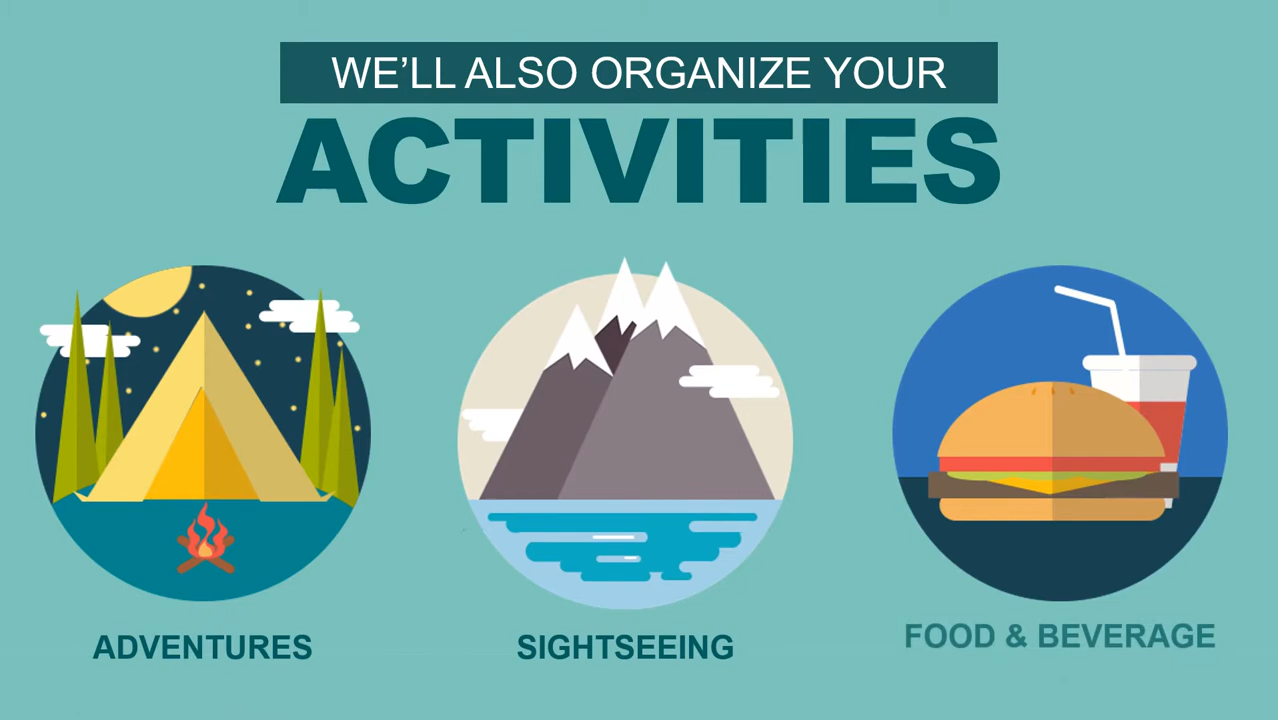 WE'LL ALSO ORGANIZE YOUR
ACTIVITIES
ADVENTURES
SIGHTSEEING
FOOD & BEVERAGE